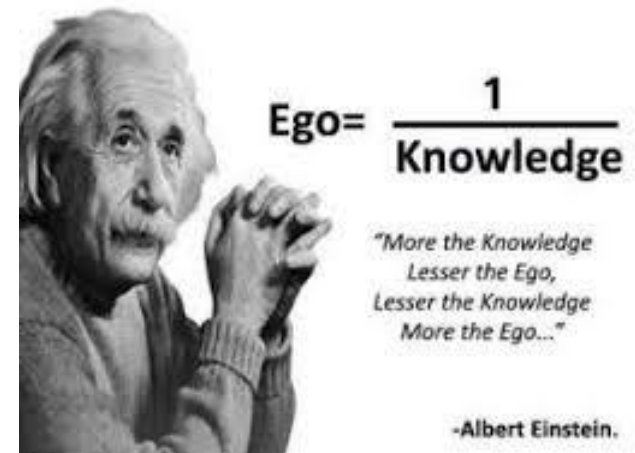 Ego= 1
Knowledge
"More the Knowledge
Lesser the Ego,
Lesser the Knowledge
More the Ego..."
-Albert Einstein.